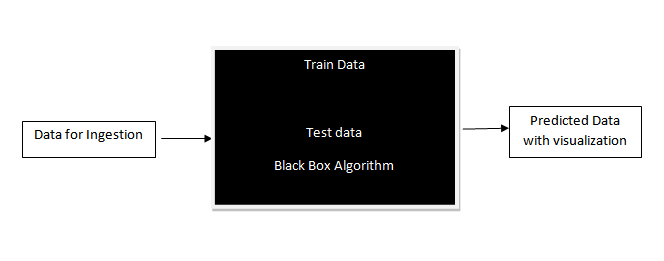 Train Data
Data for Ingestion
Test data
Black Box Algorithm
Predicted Data
with visualization